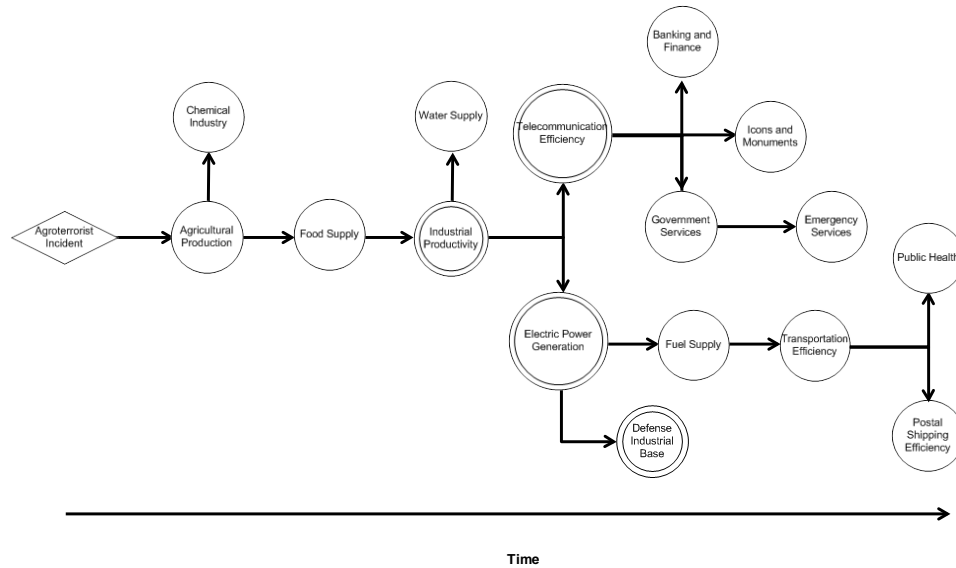 Banking and
Finance
Chemical
Industry
Water Supply
Telecommunication
Efficiency
Icons and
Monuments
Agroterrorist
Incident
Agricultural
Production
Food Supply
Industrial
Productivity
Government
Services
Emergency
Services
Public Health
Electric Power
Generation
Fuel Supply
Transportation
Efficiency
Defense
Industrial
Base
Postal
Shipping
Efficiency
Time